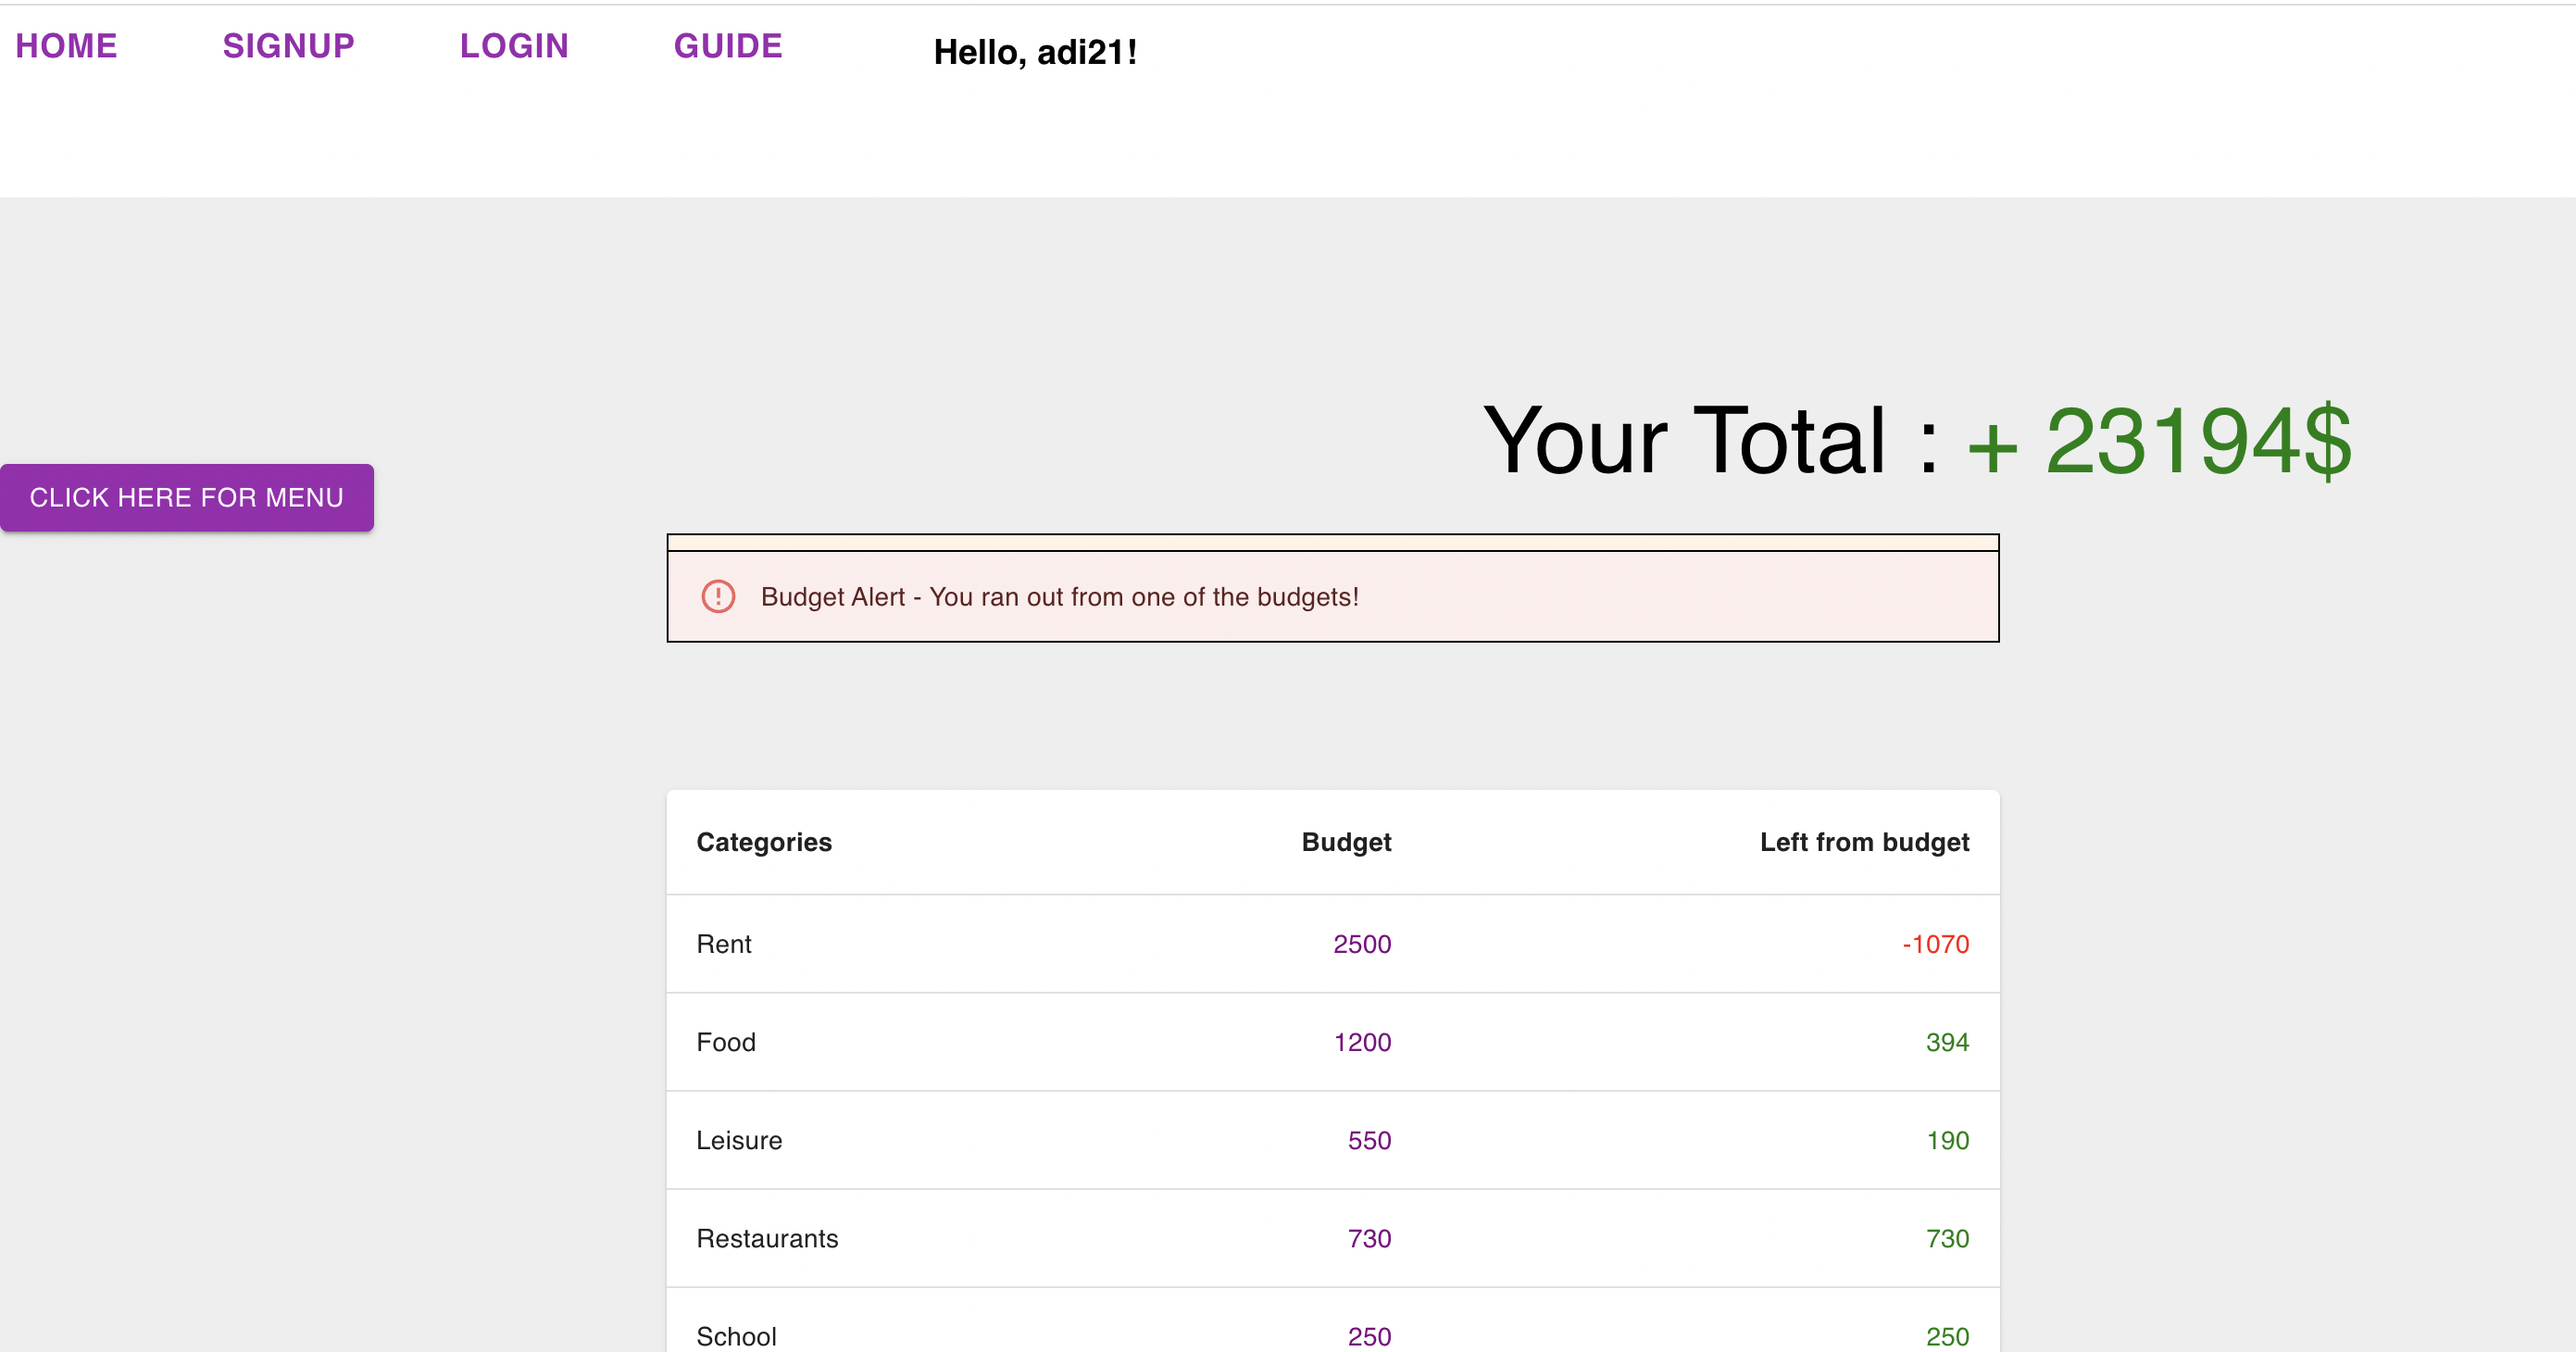 HOME SIGNUP LOGIN GUIDE Hello, adi21!
Your Total : + 23194$
CLICK HERE FOR MENU
Budget Alert - You ran out from one of the budgets!
Categories Budget Left from budget
Rent 2500 -1070
Food 1200 394
Leisure 550 190
Restaurants 730 730
School 250 250